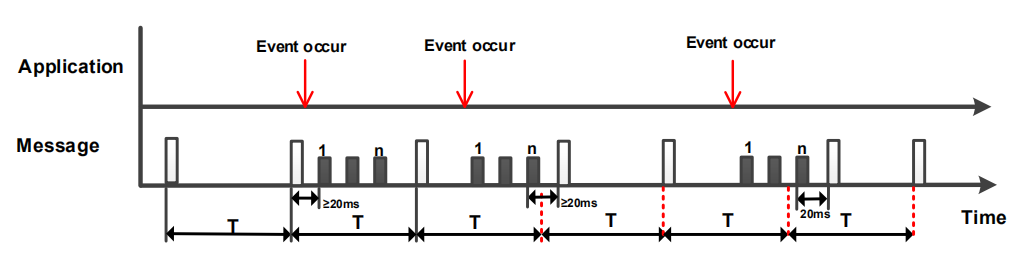 Event occur Event occur Event occur
Application
Message
1 n 1 n 1 n
≥20ms ≥20ms 20ms
T T T T T T
Time